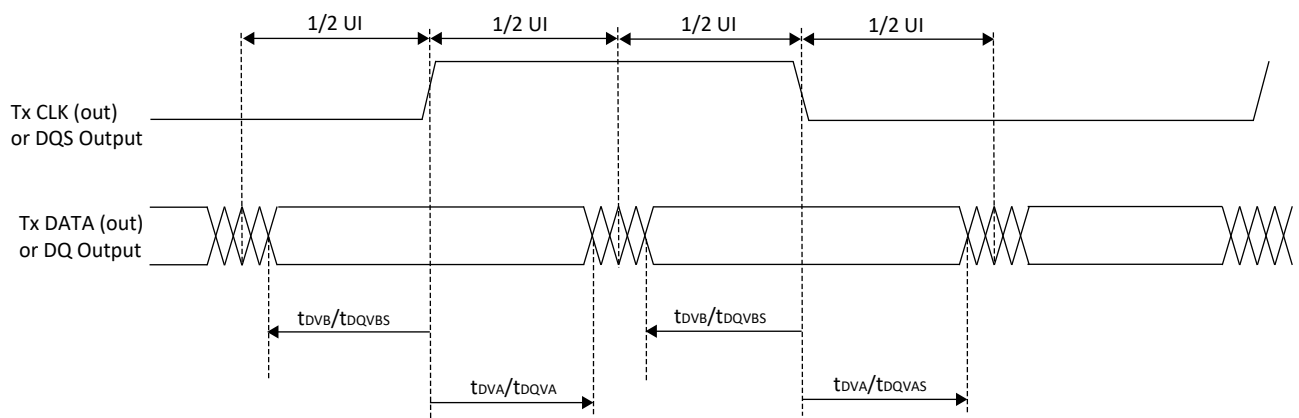 1/2 UI
1/2 UI
1/2 UI
1/2 UI
Tx CLK (out)
or DQS Output
Tx DATA (out)
or DQ Output
tDVB/tDQVBS
tDVB/tDQVBS
tDVA/tDQVA
tDVA/tDQVAS